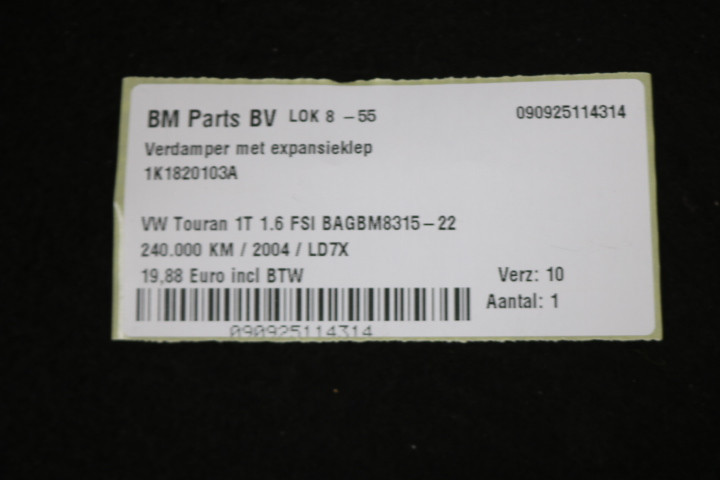 BM Parts BV LOK 8 -55 090925114314
Verdamper met expansieklep
1K1820103A
VW Touran 1T 1.6 FSI BAGBM8315-22
240.000 KM / 2004 / LD7X
19,88 Euro incl BTW Verz: 10
Aantal: 1
090925114314